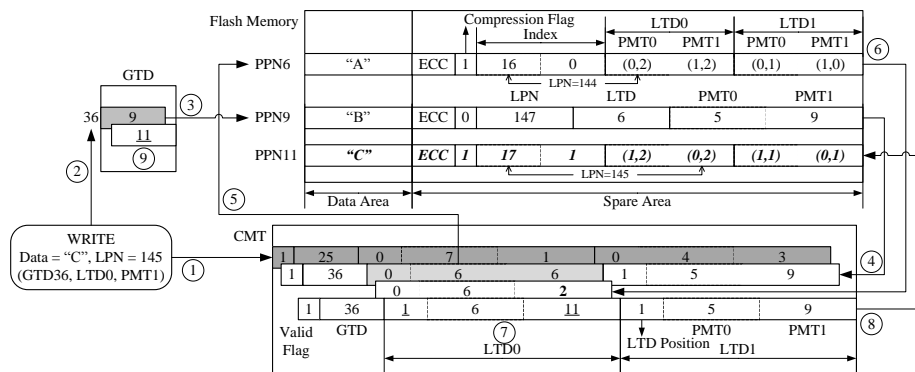 Flash Memory
Compression Flag
Index
LTD0 LTD1
PMT0 PMT1 PMT0 PMT1
PPN6 “A” ECC 1 16 0 (0,2) (1,2) (0,1) (1,0) ⑥
LPN=144
GTD
LPN LTD PMT0 PMT1
36 9 ③ PPN9 “B” ECC 0 147 6 5 9
11
⑨
PPN11 “C” ECC 1 17 1 (1,2) (0,2) (1,1) (0,1)
②
LPN=145
Data Area Spare Area
⑤
WRITE
Data = “C”, LPN = 145
(GTD36, LTD0, PMT1)
①
CMT
1 25 0 7 1 0 4 3
1 36 0 6 6 1 5 9 ④
0 6 2
1 36 1 6 11 1 5 9
Valid Flag
GTD
⑦
LTD0
LTD Position
PMT0 PMT1
LTD1
⑧